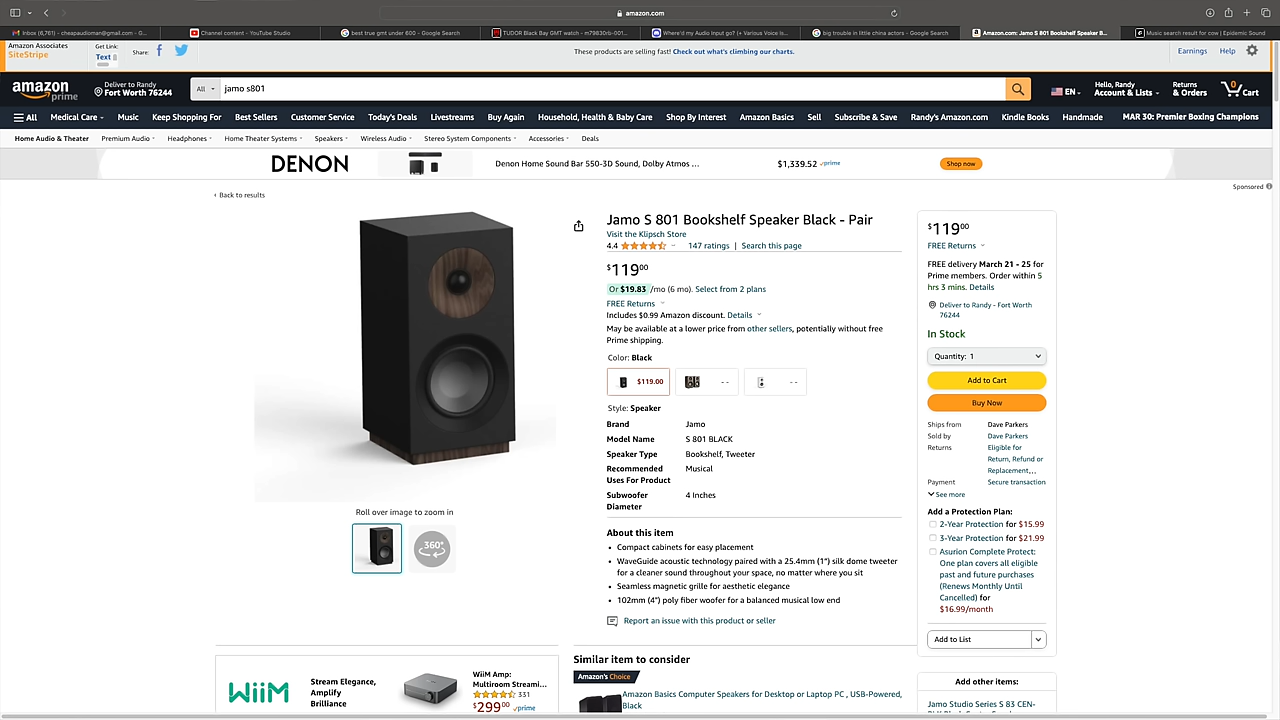 amazon.com
Inbox (6,761) - cheapaudioman@gmail.com - G...
Channel content - YouTube Studio
best true gmt under 600 - Google Search
TUDOR Black Bay GMT watch - m79830rb-001...
Where'd my Audio Input go? (+ Various Voice is...
big trouble in little china actors - Google Search
Amazon.com: Jamo S 801 Bookshelf Speaker B...
Music search result for cow | Epidemic Sound
Amazon Associates
SiteStripe
Get Link:
Text
Share:
These products are selling fast! Check out what's climbing our charts.
Earnings
Help
amazon
prime
Deliver to Randy
Fort Worth 76244
All
jamo s801
EN
Hello, Randy
Account & Lists
Returns
& Orders
0
Cart
All
Medical Care
Music
Keep Shopping For
Best Sellers
Customer Service
Today's Deals
Livestreams
Buy Again
Household, Health & Baby Care
Shop By Interest
Amazon Basics
Sell
Subscribe & Save
Randy's Amazon.com
Kindle Books
Handmade
MAR 30: Premier Boxing Champions
Home Audio & Theater
Premium Audio
Headphones
Home Theater Systems
Speakers
Wireless Audio
Stereo System Components
Accessories
Deals
DENON
Denon Home Sound Bar 550-3D Sound, Dolby Atmos ...
$1,339.52 prime
Shop now
Sponsored
‹ Back to results
Jamo S 801 Bookshelf Speaker Black - Pair
Visit the Klipsch Store
4.4
147 ratings | Search this page
$119 00
Or $19.83 /mo (6 mo). Select from 2 plans
FREE Returns
Includes $0.99 Amazon discount. Details
May be available at a lower price from other sellers, potentially without free
Prime shipping.
Color: Black
$119.00
- -
- -
Style: Speaker
Brand Jamo
Model Name S 801 BLACK
Speaker Type Bookshelf, Tweeter
Recommended Musical
Uses For Product
Subwoofer 4 Inches
Diameter
About this item
• Compact cabinets for easy placement
• WaveGuide acoustic technology paired with a 25.4mm (1") silk dome tweeter
for a cleaner sound throughout your space, no matter where you sit
• Seamless magnetic grille for aesthetic elegance
• 102mm (4") poly fiber woofer for a balanced musical low end
Report an issue with this product or seller
Roll over image to zoom in
360°
$119 00
FREE Returns
FREE delivery March 21 - 25 for
Prime members. Order within 5
hrs 3 mins. Details
Deliver to Randy - Fort Worth
76244
In Stock
Quantity: 1
Add to Cart
Buy Now
Ships from Dave Parkers
Sold by Dave Parkers
Returns Eligible for
Return, Refund or
Replacement...
Payment Secure transaction
See more
Add a Protection Plan:
2-Year Protection for $15.99
3-Year Protection for $21.99
Asurion Complete Protect:
One plan covers all eligible
past and future purchases
(Renews Monthly Until
Cancelled) for
$16.99/month
Add to List
WiiM
Stream Elegance,
Amplify
Brilliance
WiiM Amp:
Multiroom Streami...
331
$299 00 prime
Similar item to consider
Amazon's Choice
Amazon Basics Computer Speakers for Desktop or Laptop PC , USB-Powered,
Black
Add other items:
Jamo Studio Series S 83 CEN-